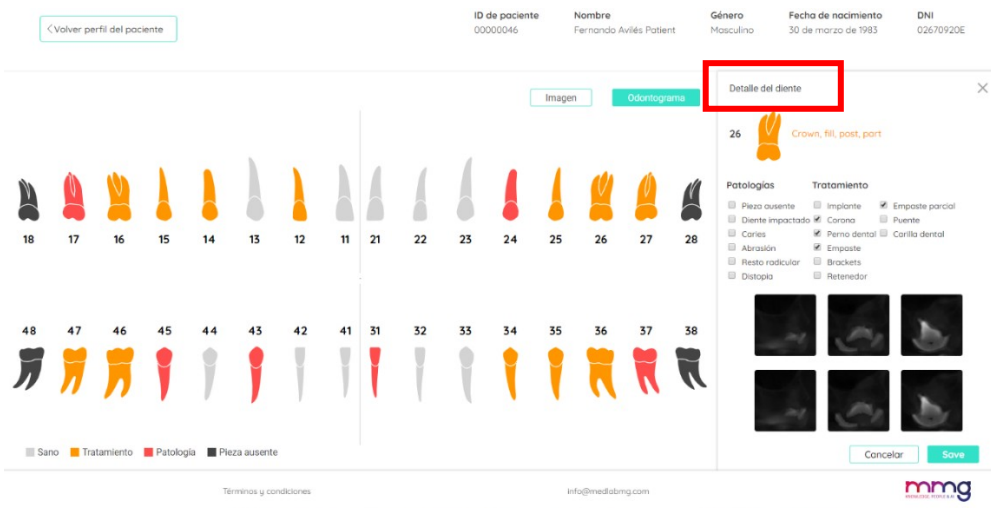 ID de paciente Nombre Género Fecha de nacimiento DNI
<Volver perfil del paciente 00000046 Fernando Avilés Patient Masculino 30 de marzo de 1983 02670920E
Imagen Odontograma
Detalle del diente
26 Crown, fill, post, part
18 17 16 15 14 13 12 11 21 22 23 24 25 26 27 28
48 47 46 45 44 43 42 41 31 32 33 34 35 36 37 38
Sano Tratamiento Patología Pieza ausente
Patologías Tratamiento
Pieza ausente Implante Empaste parcial
Diente impactado Corona Puente
Caries Perno dental Carilla dental
Abrasión Empaste
Resto radicular Brackets
Distopia Retenedor
Cancelar Save
Términos y condiciones info@medlabmg.com mmg